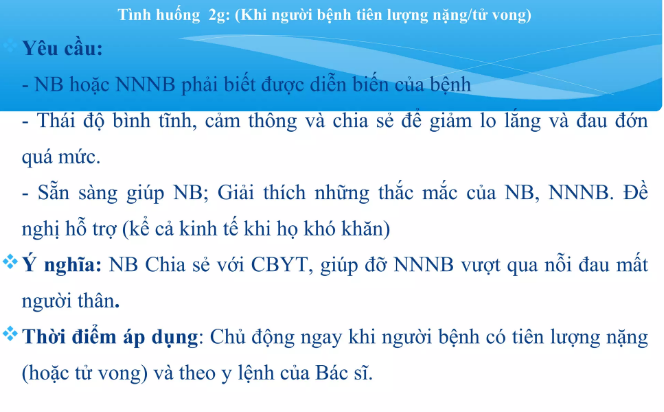 Tình huống 2g: (Khi người bệnh tiên lượng nặng/tử vong)
Yêu cầu:
- NB hoặc NNNB phải biết được diễn biến của bệnh
- Thái độ bình tĩnh, cảm thông và chia sẻ để giảm lo lắng và đau đớn
quá mức.
- Sẵn sàng giúp NB; Giải thích những thắc mắc của NB, NNNB. Đề
nghị hỗ trợ (kể cả kinh tế khi họ khó khăn)
Ý nghĩa: NB Chia sẻ với CBYT, giúp đỡ NNNB vượt qua nỗi đau mất
người thân.
Thời điểm áp dụng: Chủ động ngay khi người bệnh có tiên lượng nặng
(hoặc tử vong) và theo y lệnh của Bác sĩ.